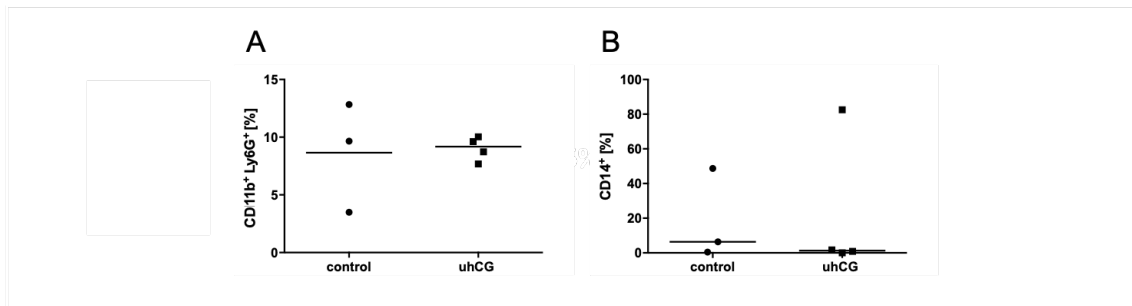 A
B
CD11b⁺ Ly6G⁺ [%]
15
10
5
0
control
uhCG
CD14⁺ [%]
100
80
60
40
20
0
control
uhCG